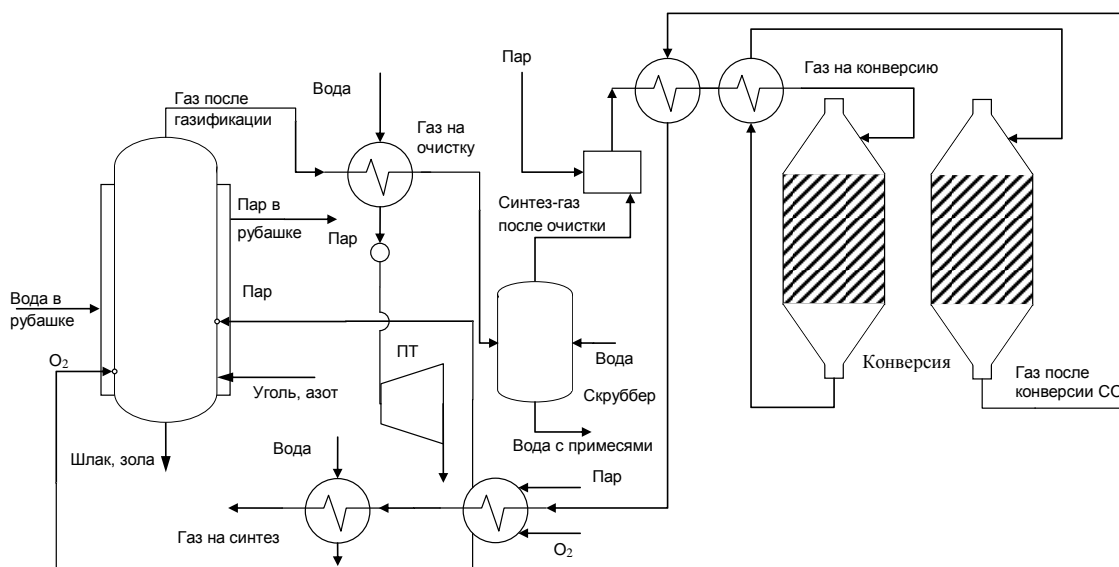 Газ после
газификации
Вода
Газ на
очистку
Пар
Газ на конверсию
Пар в
рубашке
Пар
Синтез-газ
после очистки
Вода в
рубашке
Пар
O₂
ПТ
Вода
Уголь, азот
Скруббер
Конверсия
Газ после
конверсии CO
Шлак, зола
Вода
Вода с примесями
Пар
Газ на синтез
O₂